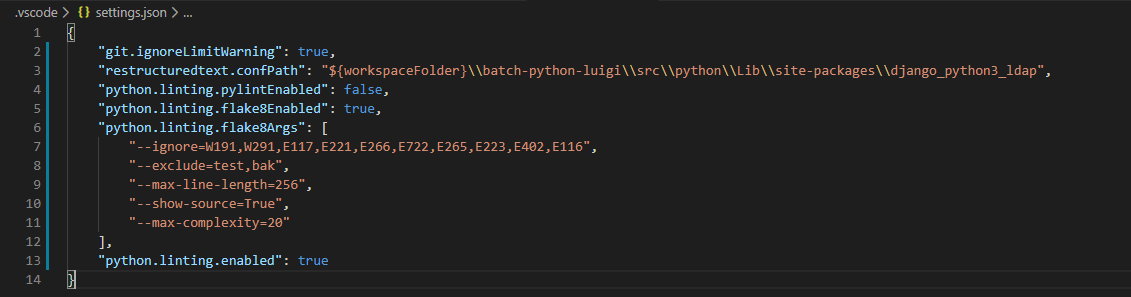 .vscode > {} settings.json > ...
1 {
2 "git.ignoreLimitWarning": true,
3 "restructuredtext.confPath": "${workspaceFolder}\\batch-python-luigi\\src\\python\\Lib\\site-packages\\django_python3_ldap",
4 "python.linting.pylintEnabled": false,
5 "python.linting.flake8Enabled": true,
6 "python.linting.flake8Args": [
7 "--ignore=W191,W291,E117,E221,E266,E722,E265,E223,E402,E116",
8 "--exclude=test,bak",
9 "--max-line-length=256",
10 "--show-source=True",
11 "--max-complexity=20"
12 ],
13 "python.linting.enabled": true
14 }